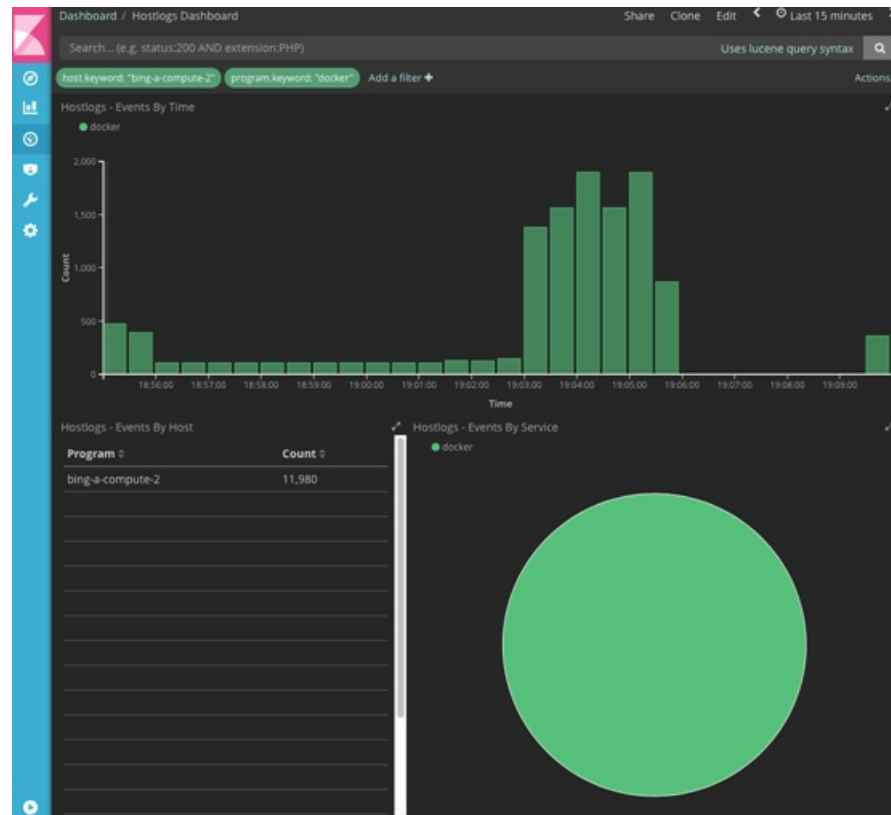 Dashboard / Hostlogs Dashboard Share Clone Edit Last 15 minutes
Search... (e.g. status:200 AND extension:PHP) Uses lucene query syntax
host.keyword: "bing-a-compute-2" program.keyword: "docker" Add a filter + Actions
Hostlogs - Events By Time
docker
2,000
1,500
1,000
500
0
Count
18:56:00 18:57:00 18:58:00 18:59:00 19:00:00 19:01:00 19:02:00 19:03:00 19:04:00 19:05:00 19:06:00 19:07:00 19:08:00 19:09:00
Time
Hostlogs - Events By Host
Program Count
bing-a-compute-2 11,980
Hostlogs - Events By Service
docker